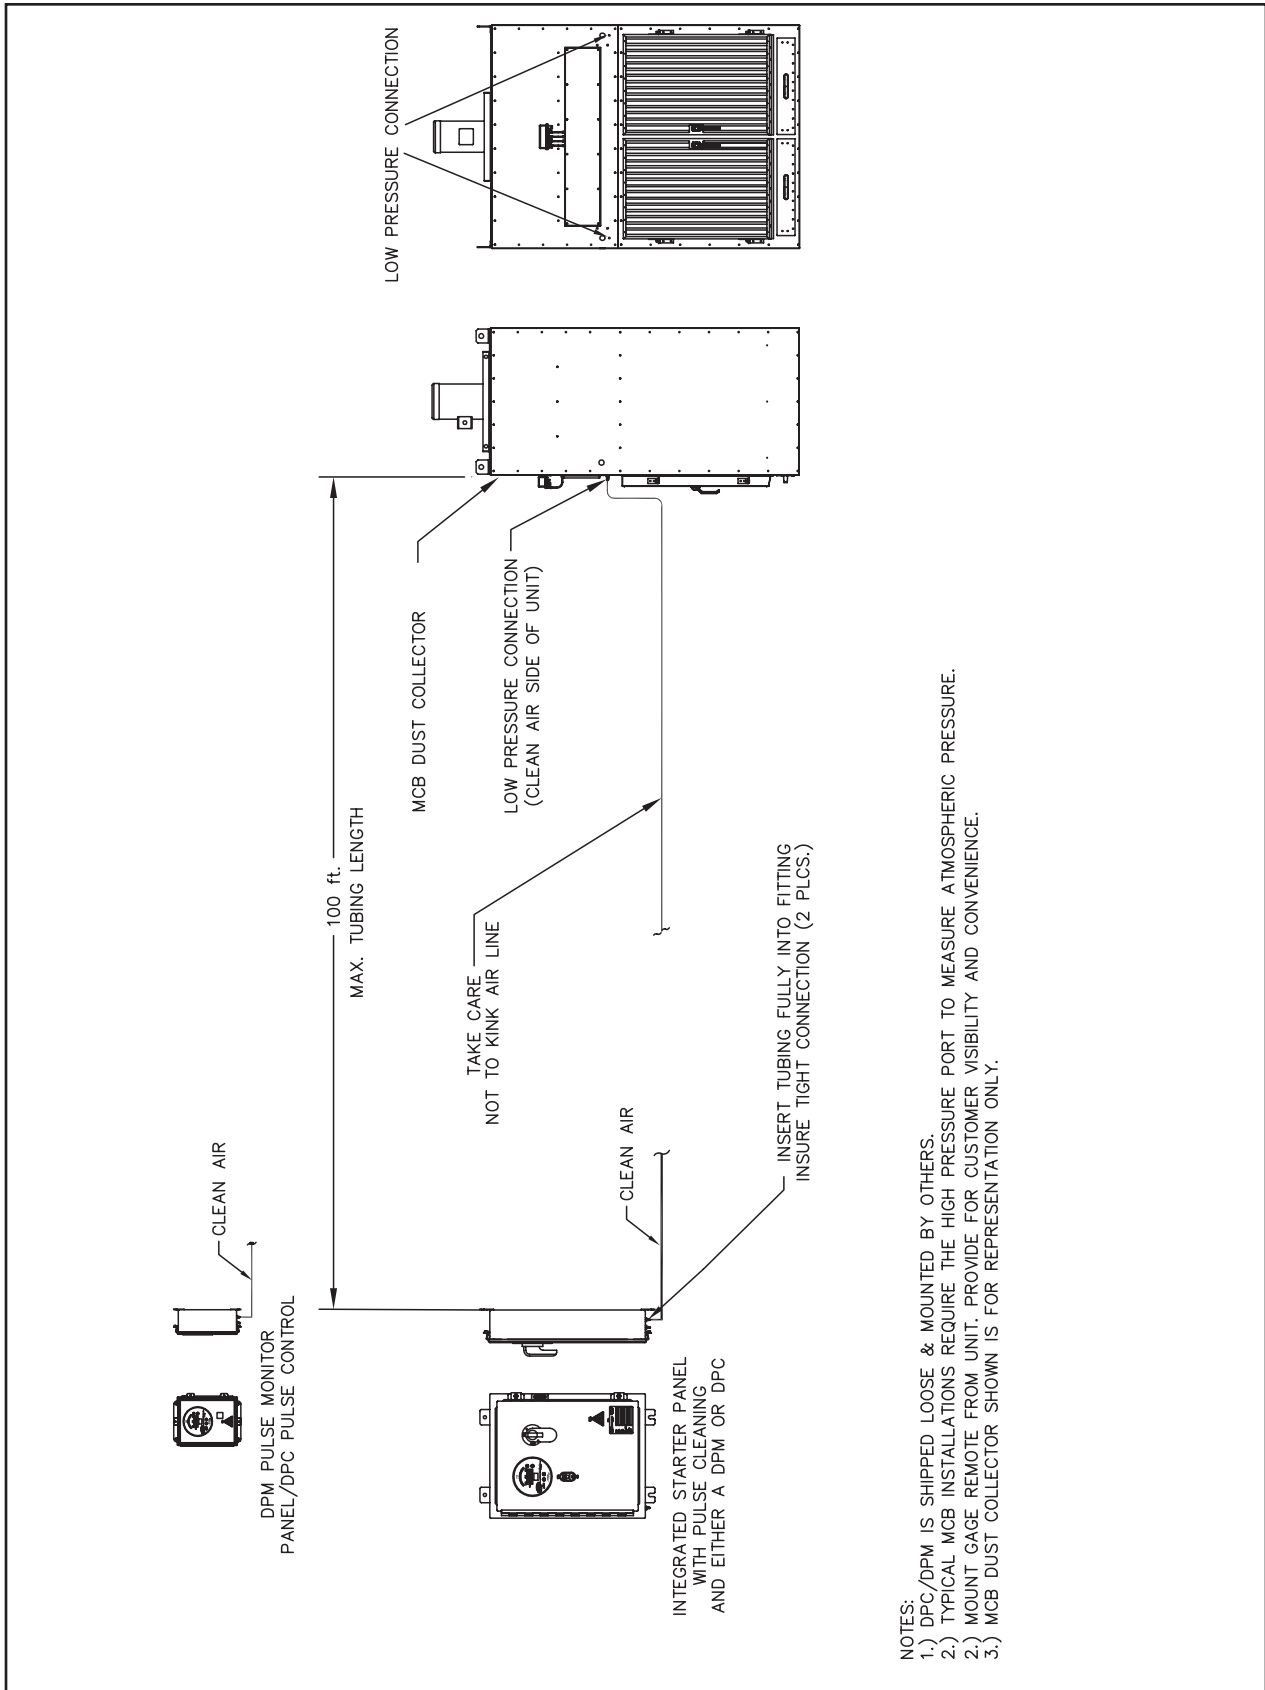 DPM PULSE MONITOR
PANEL/DPC PULSE CONTROL
CLEAN AIR
100 ft.
MAX. TUBING LENGTH
LOW PRESSURE CONNECTION
MCB DUST COLLECTOR
TAKE CARE
NOT TO KINK AIR LINE
LOW PRESSURE CONNECTION
(CLEAN AIR SIDE OF UNIT)
INTEGRATED STARTER PANEL
WITH PULSE CLEANING
AND EITHER A DPM OR DPC
CLEAN AIR
INSERT TUBING FULLY INTO FITTING
INSURE TIGHT CONNECTION (2 PLCS.)
NOTES:
1.) DPC/DPM IS SHIPPED LOOSE & MOUNTED BY OTHERS.
2.) TYPICAL MCB INSTALLATIONS REQUIRE THE HIGH PRESSURE PORT TO MEASURE ATMOSPHERIC PRESSURE.
2.) MOUNT GAGE REMOTE FROM UNIT. PROVIDE FOR CUSTOMER VISIBILITY AND CONVENIENCE.
3.) MCB DUST COLLECTOR SHOWN IS FOR REPRESENTATION ONLY.